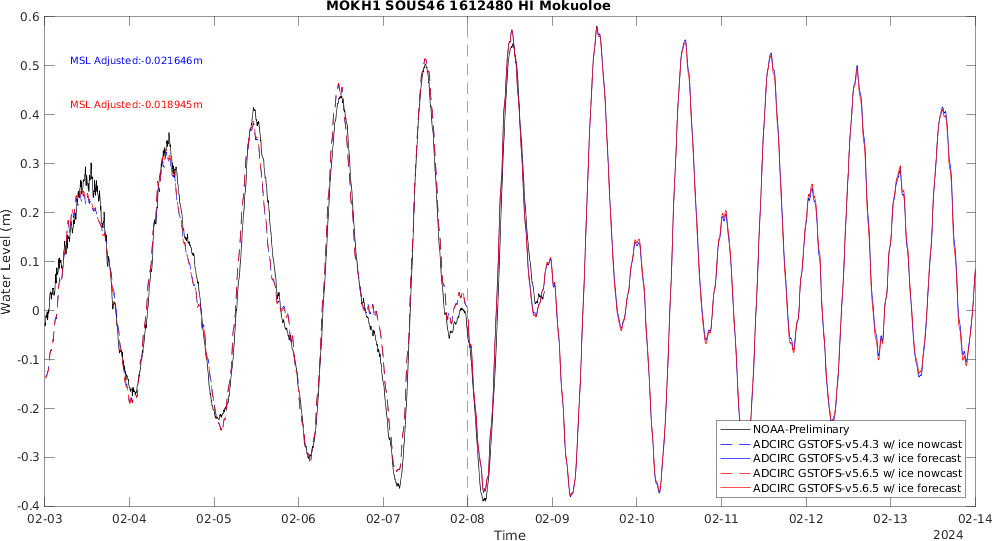 MOKH1 SOUS46 1612480 HI Mokuoloe
MSL Adjusted:-0.021646m
MSL Adjusted:-0.018945m
Water Level (m)
0.6
0.5
0.4
0.3
0.2
0.1
0
-0.1
-0.2
-0.3
-0.4
NOAA-Preliminary
ADCIRC GSTOFS-v5.4.3 w/ ice nowcast
ADCIRC GSTOFS-v5.4.3 w/ ice forecast
ADCIRC GSTOFS-v5.6.5 w/ ice nowcast
ADCIRC GSTOFS-v5.6.5 w/ ice forecast
02-03 02-04 02-05 02-06 02-07 02-08 02-09 02-10 02-11 02-12 02-13 02-14
Time
2024